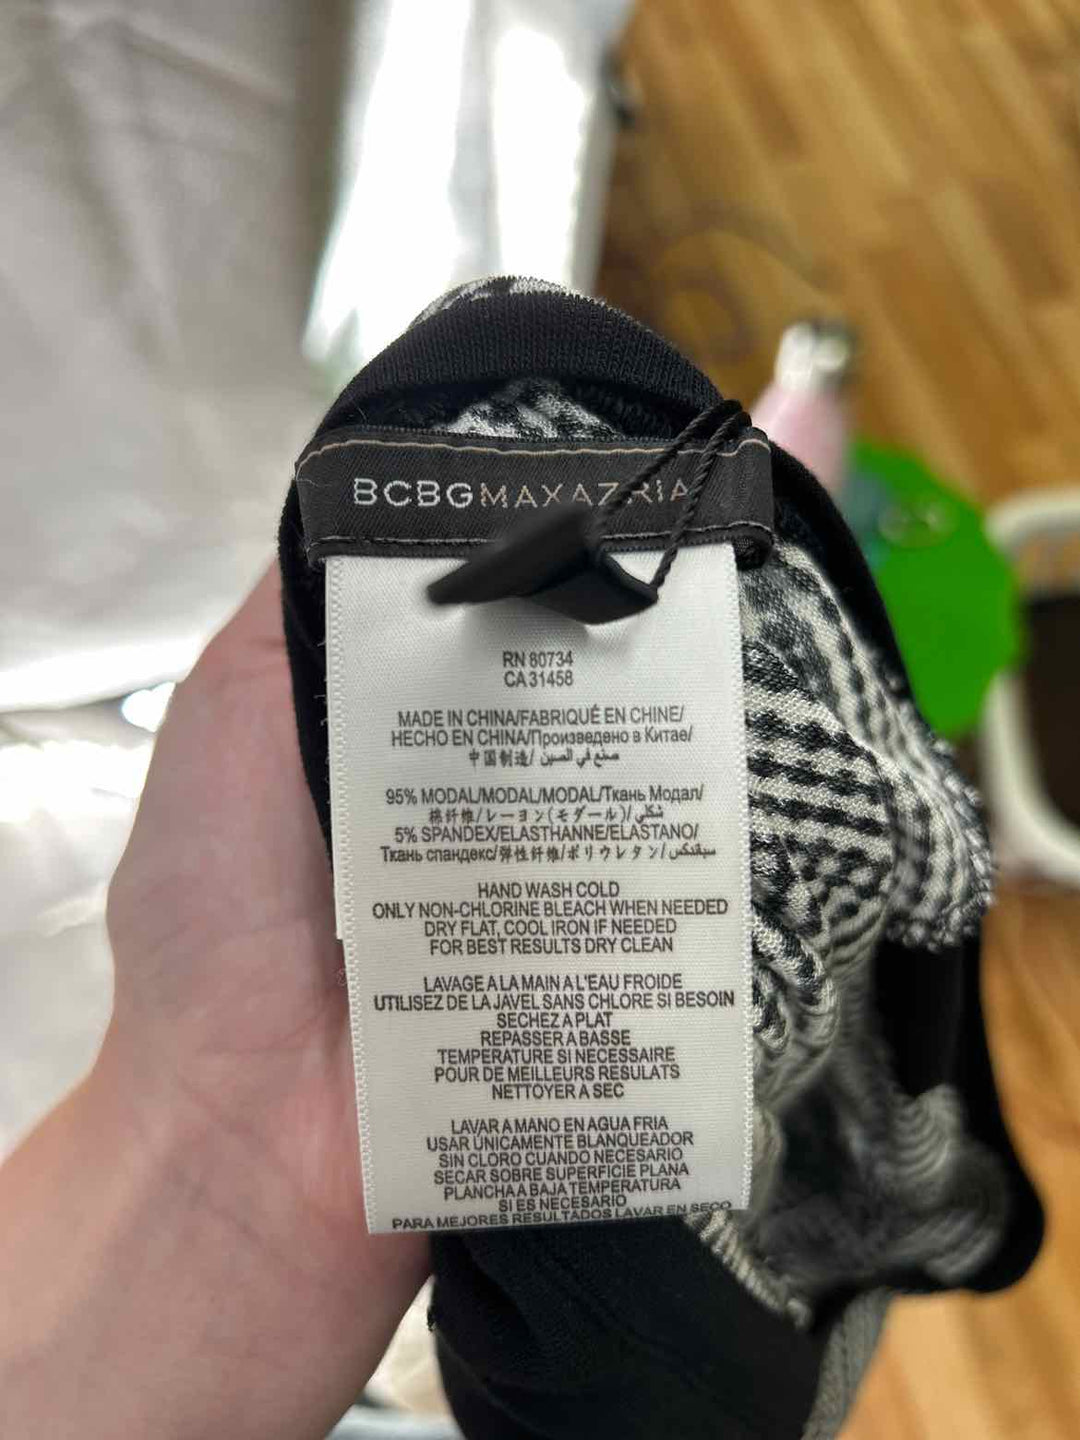 BCBGMAXAZRIA
RN 80734
CA 31458
MADE IN CHINA/FABRIQUÉ EN CHINE/
HECHO EN CHINA/Произведено в Китае/
中国制造/ صنع في الصين
95% MODAL/MODAL/MODAL/Ткань Модал/
棉纤维/レーヨン(モダール)/شكلي
5% SPANDEX/ELASTHANNE/ELASTANO/
Ткань спандекс/弹性纤维/ポリウレタン/سباندكس
HAND WASH COLD
ONLY NON-CHLORINE BLEACH WHEN NEEDED
DRY FLAT, COOL IRON IF NEEDED
FOR BEST RESULTS DRY CLEAN
LAVAGE A LA MAIN A L'EAU FROIDE
UTILISEZ DE LA JAVEL SANS CHLORE SI BESOIN
SECHEZ A PLAT
REPASSER A BASSE
TEMPERATURE SI NECESSAIRE
POUR DE MEILLEURS RESULATS
NETTOYER A SEC
LAVAR A MANO EN AGUA FRIA
USAR ÚNICAMENTE BLANQUEADOR
SIN CLORO CUANDO NECESARIO
SECAR SOBRE SUPERFICIE PLANA
PLANCHA A BAJA TEMPERATURA
SI ES NECESARIO
PARA MEJORES RESULTADOS LAVAR EN SECO